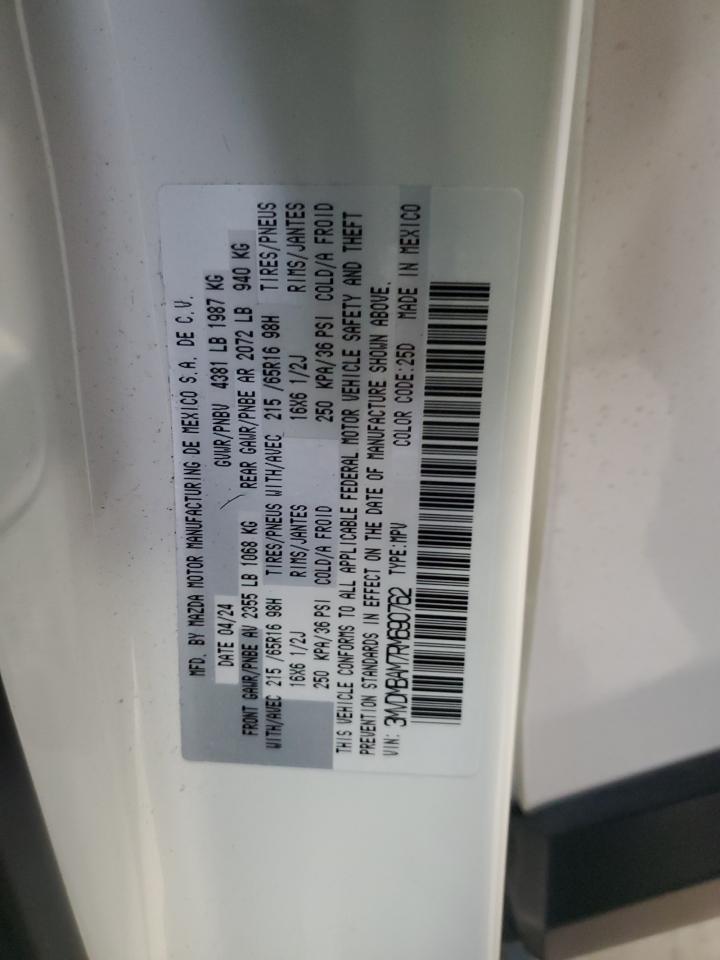 MFD. BY MAZDA MOTOR MANUFACTURING DE MEXICO S.A. DE C.V.
DATE 04/24 GVWR/PNBV 4381 LB 1987 KG
FRONT GAWR/PNBE AV 2355 LB 1068 KG REAR GAWR/PNBE AR 2072 LB 940 KG
WITH/AVEC 215 /65R16 98H TIRES/PNEUS WITH/AVEC 215 /65R16 98H TIRES/PNEUS
16X6 1/2J RIMS/JANTES 16X6 1/2J RIMS/JANTES
250 KPA/36 PSI COLD/A FROID 250 KPA/36 PSI COLD/A FROID
THIS VEHICLE CONFORMS TO ALL APPLICABLE FEDERAL MOTOR VEHICLE SAFETY AND THEFT
PREVENTION STANDARDS IN EFFECT ON THE DATE OF MANUFACTURE SHOWN ABOVE.
VIN: 3MVDMBAM7RM690762 TYPE:MPV COLOR CODE:25D MADE IN MEXICO